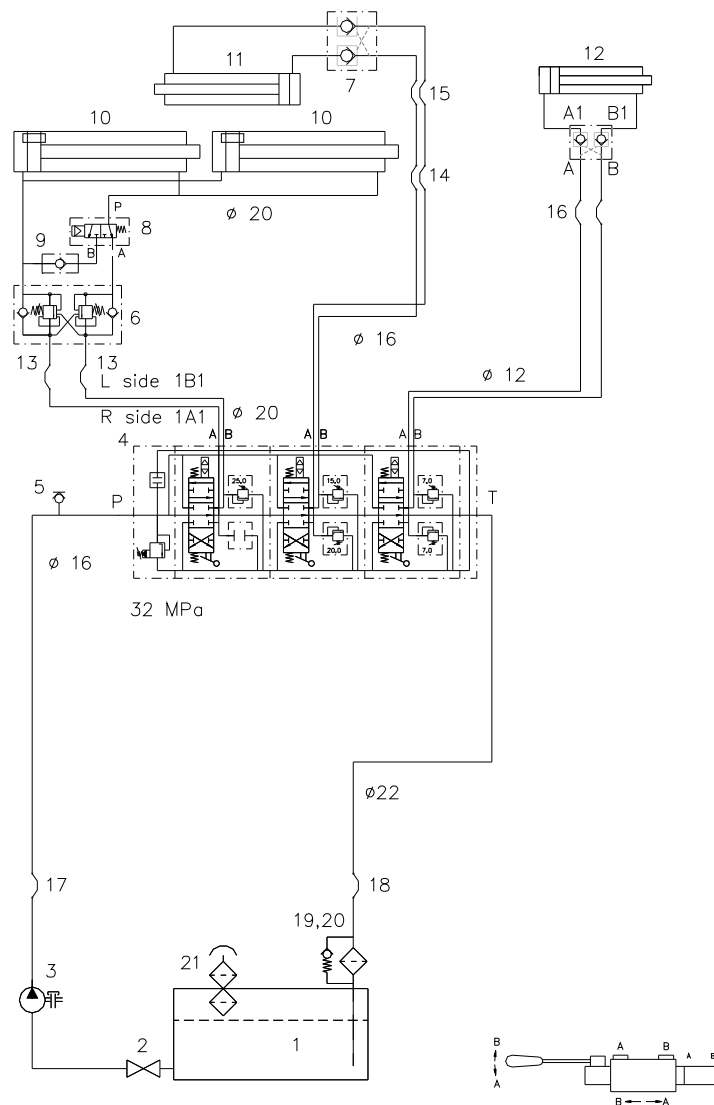 12
11
7
15
A1 B1
10
10
A B
14
P
ø 20
16
8
9
B A
6
ø 16
13 13
L side 1B1
ø 12
R side 1A1
ø 20
4
A B
A B
A B
5
P
T
25.0
15.0
7.0
20.0
7.0
ø 16
32 MPa
ø22
17
18
19,20
21
3
2
1
B
A
A B
A B
B A